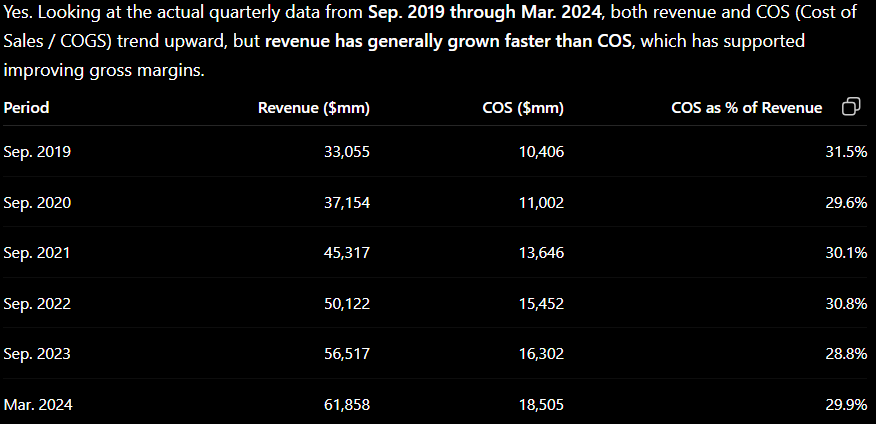 Yes. Looking at the actual quarterly data from Sep. 2019 through Mar. 2024, both revenue and COS (Cost of
Sales / COGS) trend upward, but revenue has generally grown faster than COS, which has supported
improving gross margins.
Period Revenue ($mm) COS ($mm) COS as % of Revenue
Sep. 2019 33,055 10,406 31.5%
Sep. 2020 37,154 11,002 29.6%
Sep. 2021 45,317 13,646 30.1%
Sep. 2022 50,122 15,452 30.8%
Sep. 2023 56,517 16,302 28.8%
Mar. 2024 61,858 18,505 29.9%